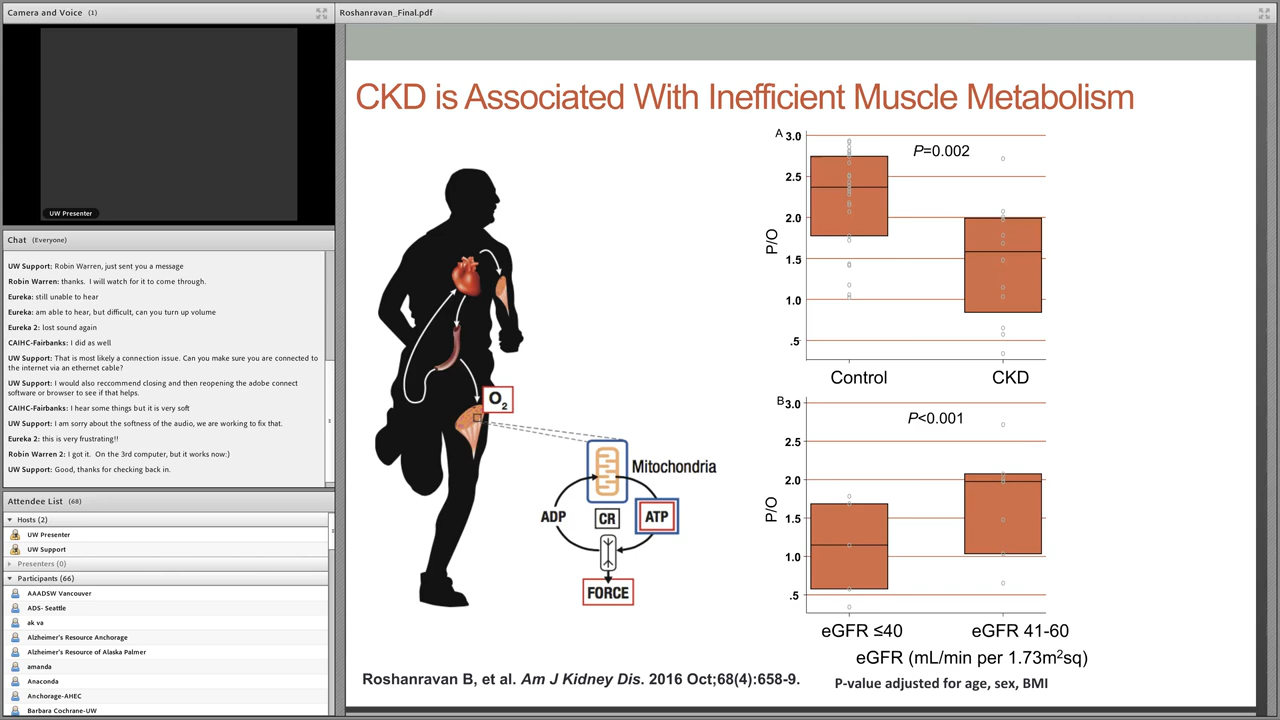 Camera and Voice (1)
UW Presenter
Chat (Everyone)
UW Support: Robin Warren, just sent you a message
Robin Warren: thanks. I will watch for it to come through.
Eureka: still unable to hear
Eureka: am able to hear, but difficult, can you turn up volume
Eureka 2: lost sound again
CAIHC-Fairbanks: I did as well
UW Support: That is most likely a connection issue. Can you make sure you are connected to
the internet via an ethernet cable?
UW Support: I would also reccommend closing and then reopening the adobe connect
software or browser to see if that helps.
CAIHC-Fairbanks: I hear some things but it is very soft
UW Support: I am sorry about the softness of the audio, we are working to fix that.
Eureka 2: this is very frustrating!!
Robin Warren 2: I got it. On the 3rd computer, but it works now:)
UW Support: Good, thanks for checking back in.
Attendee List (68)
Hosts (2)
UW Presenter
UW Support
Presenters (0)
Participants (66)
AAADSW Vancouver
ADS- Seattle
ak va
Alzheimer's Resource Anchorage
Alzheimer's Resource of Alaska Palmer
amanda
Anaconda
Anchorage-AHEC
Barbara Cochrane-UW
Roshanravan_Final.pdf
CKD is Associated With Inefficient Muscle Metabolism
O2
Mitochondria
ADP
CR
ATP
FORCE
A
3.0
P=0.002
2.5
2.0
P/O
1.5
1.0
.5
Control CKD
B
3.0
P<0.001
2.5
2.0
P/O
1.5
1.0
.5
eGFR ≤40 eGFR 41-60
eGFR (mL/min per 1.73m²sq)
Roshanravan B, et al. Am J Kidney Dis. 2016 Oct;68(4):658-9.
P-value adjusted for age, sex, BMI